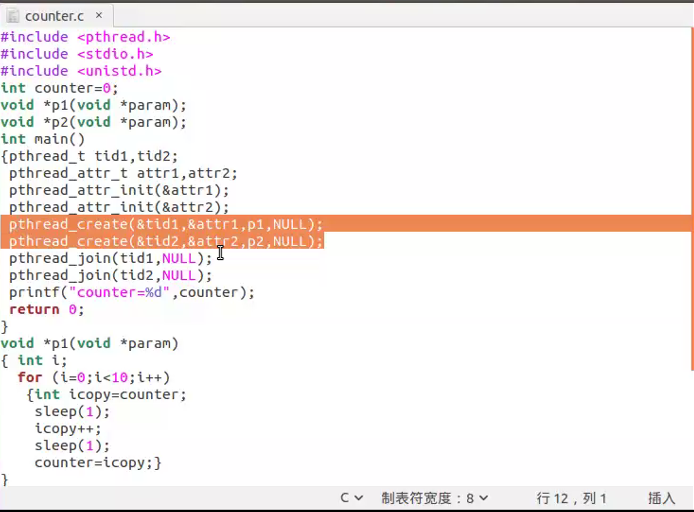 counter.c ×
#include <pthread.h>
#include <stdio.h>
#include <unistd.h>
int counter=0;
void *p1(void *param);
void *p2(void *param);
int main()
{pthread_t tid1,tid2;
pthread_attr_t attr1,attr2;
pthread_attr_init(&attr1);
pthread_attr_init(&attr2);
pthread_create(&tid1,&attr1,p1,NULL);
pthread_create(&tid2,&attr2,p2,NULL);
pthread_join(tid1,NULL);
pthread_join(tid2,NULL);
printf("counter=%d",counter);
return 0;
}
void *p1(void *param)
{ int i;
for (i=0;i<10;i++)
{int icopy=counter;
sleep(1);
icopy++;
sleep(1);
counter=icopy;}
}
C 制表符宽度：8 行 12，列 1 插入